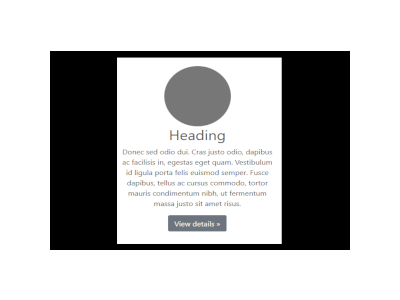 Heading
Donec sed odio dui. Cras justo odio, dapibus
ac facilisis in, egestas eget quam. Vestibulum
id ligula porta felis euismod semper. Fusce
dapibus, tellus ac cursus commodo, tortor
mauris condimentum nibh, ut fermentum
massa justo sit amet risus.
View details »